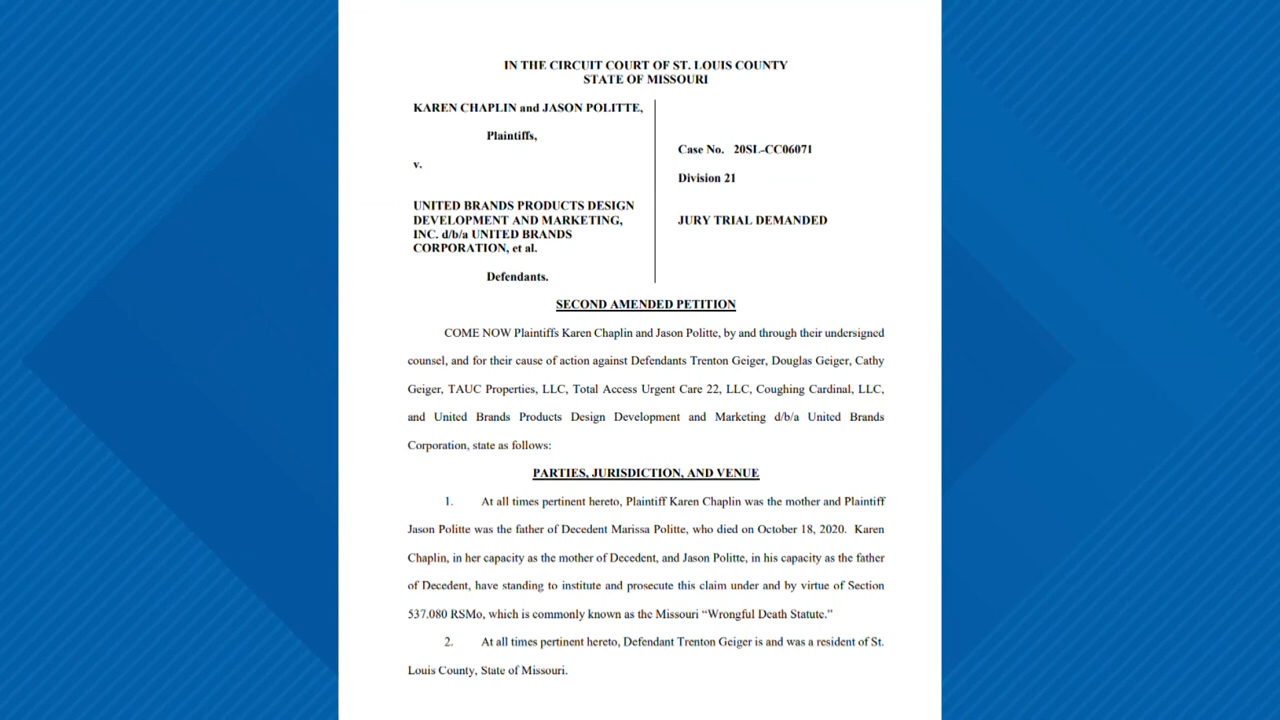 IN THE CIRCUIT COURT OF ST. LOUIS COUNTY
STATE OF MISSOURI
KAREN CHAPLIN and JASON POLITTE,
Plaintiffs,
v.
UNITED BRANDS PRODUCTS DESIGN
DEVELOPMENT AND MARKETING,
INC. d/b/a UNITED BRANDS
CORPORATION, et al.
Defendants.
Case No. 20SL-CC06071
Division 21
JURY TRIAL DEMANDED
SECOND AMENDED PETITION
COME NOW Plaintiffs Karen Chaplin and Jason Politte, by and through their undersigned
counsel, and for their cause of action against Defendants Trenton Geiger, Douglas Geiger, Cathy
Geiger, TAUC Properties, LLC, Total Access Urgent Care 22, LLC, Coughing Cardinal, LLC,
and United Brands Products Design Development and Marketing d/b/a United Brands
Corporation, state as follows:
PARTIES, JURISDICTION, AND VENUE
1. At all times pertinent hereto, Plaintiff Karen Chaplin was the mother and Plaintiff
Jason Politte was the father of Decedent Marissa Politte, who died on October 18, 2020. Karen
Chaplin, in her capacity as the mother of Decedent, and Jason Politte, in his capacity as the father
of Decedent, have standing to institute and prosecute this claim under and by virtue of Section
537.080 RSMo, which is commonly known as the Missouri “Wrongful Death Statute.”
2. At all times pertinent hereto, Defendant Trenton Geiger is and was a resident of St.
Louis County, State of Missouri.